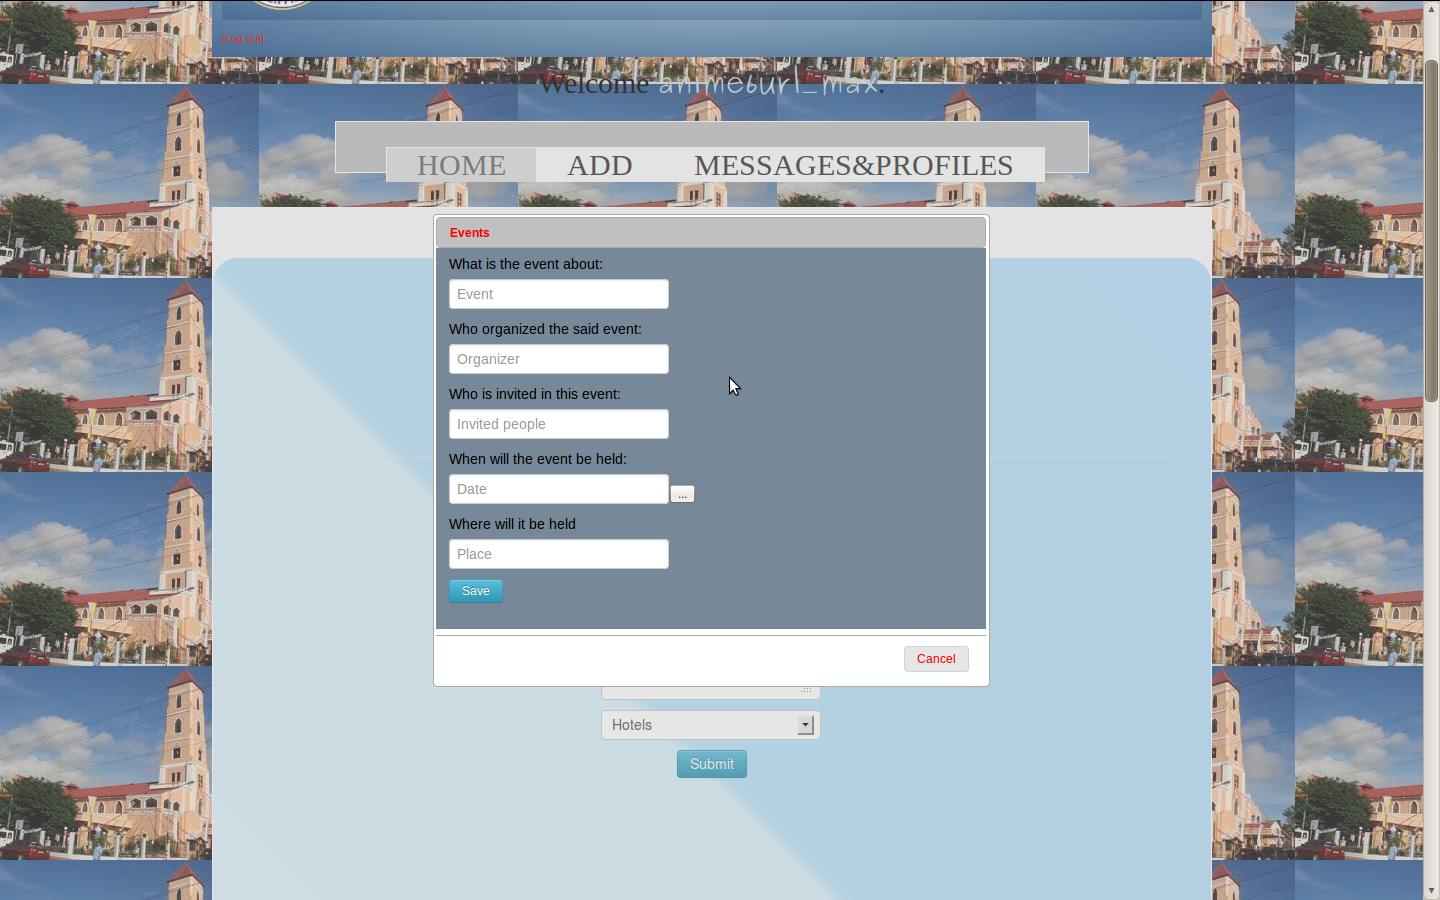 [Log out]
Welcome animeburl_max.
HOME ADD MESSAGES&PROFILES
Events
What is the event about:
Event
Who organized the said event:
Organizer
Who is invited in this event:
Invited people
When will the event be held:
Date ...
Where will it be held
Place
Save
Cancel
Hotels
Submit